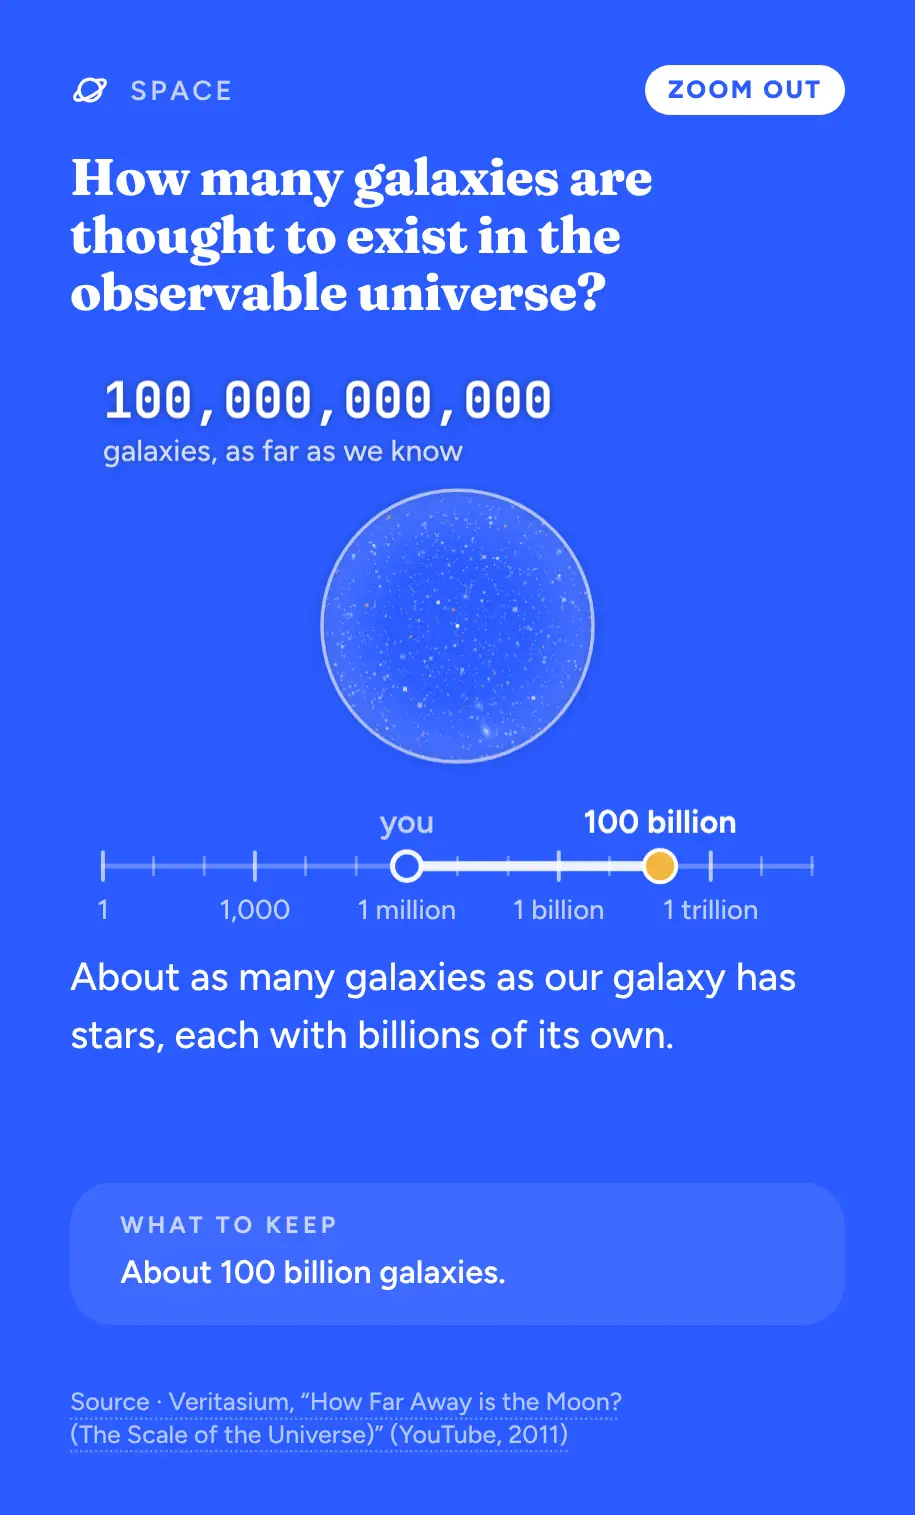 SPACE
ZOOM OUT
How many galaxies are
thought to exist in the
observable universe?
100,000,000,000
galaxies, as far as we know
you
100 billion
1
1,000
1 million
1 billion
1 trillion
About as many galaxies as our galaxy has
stars, each with billions of its own.
WHAT TO KEEP
About 100 billion galaxies.
Source · Veritasium, “How Far Away is the Moon?
(The Scale of the Universe)” (YouTube, 2011)